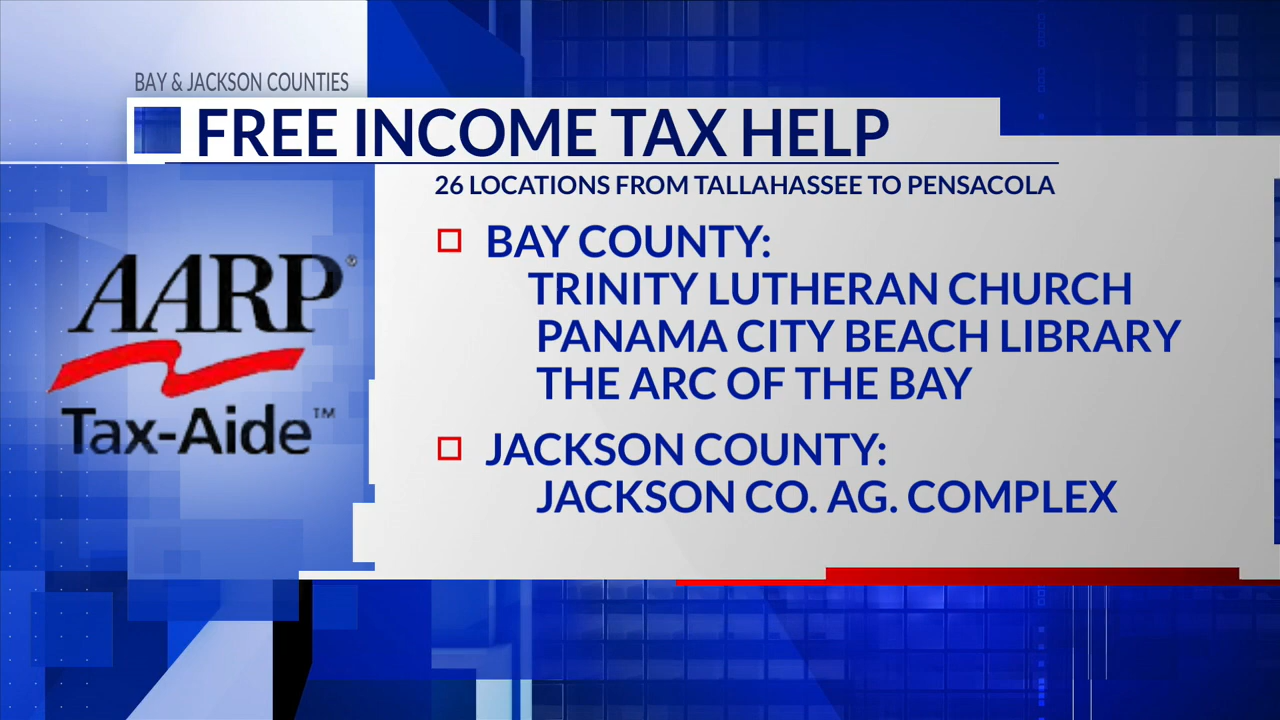 BAY & JACKSON COUNTIES
FREE INCOME TAX HELP
26 LOCATIONS FROM TALLAHASSEE TO PENSACOLA
AARP®
Tax-Aide™
BAY COUNTY:
TRINITY LUTHERAN CHURCH
PANAMA CITY BEACH LIBRARY
THE ARC OF THE BAY
JACKSON COUNTY:
JACKSON CO. AG. COMPLEX